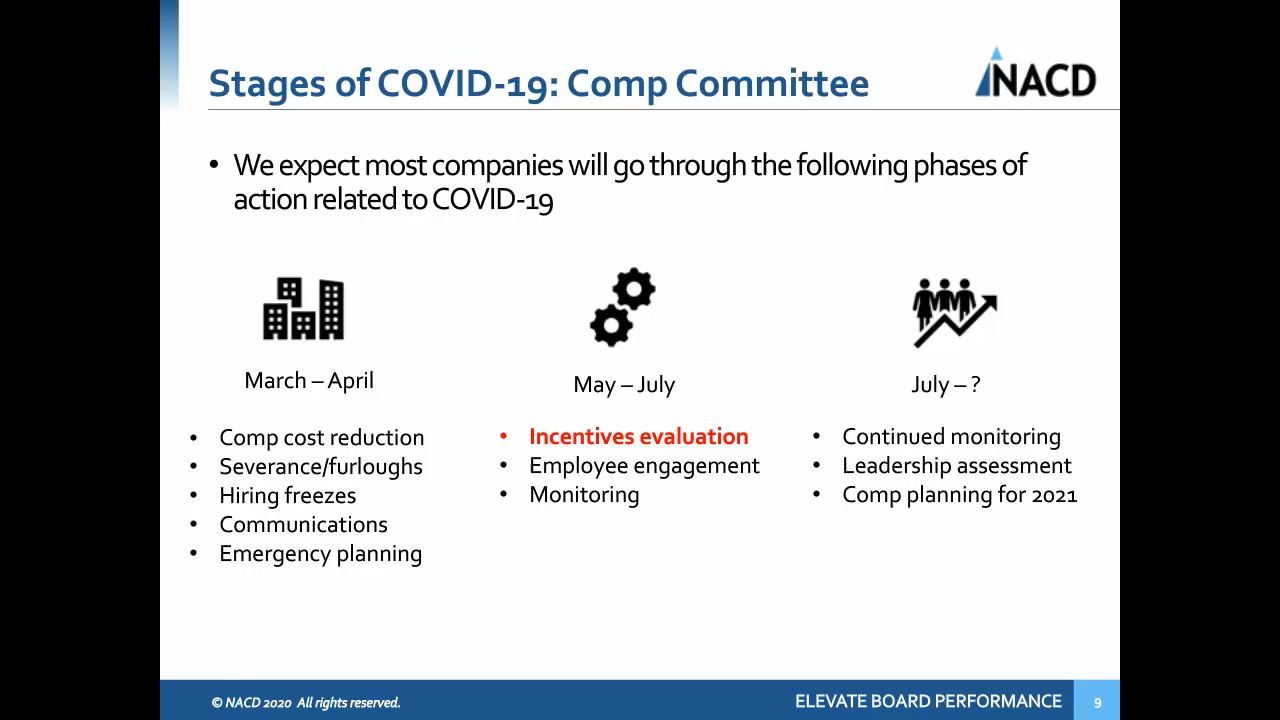 Stages of COVID-19: Comp Committee
NACD
• We expect most companies will go through the following phases of
action related to COVID-19
March – April
• Comp cost reduction
• Severance/furloughs
• Hiring freezes
• Communications
• Emergency planning
May – July
• Incentives evaluation
• Employee engagement
• Monitoring
July – ?
• Continued monitoring
• Leadership assessment
• Comp planning for 2021
© NACD 2020 All rights reserved.
ELEVATE BOARD PERFORMANCE
9